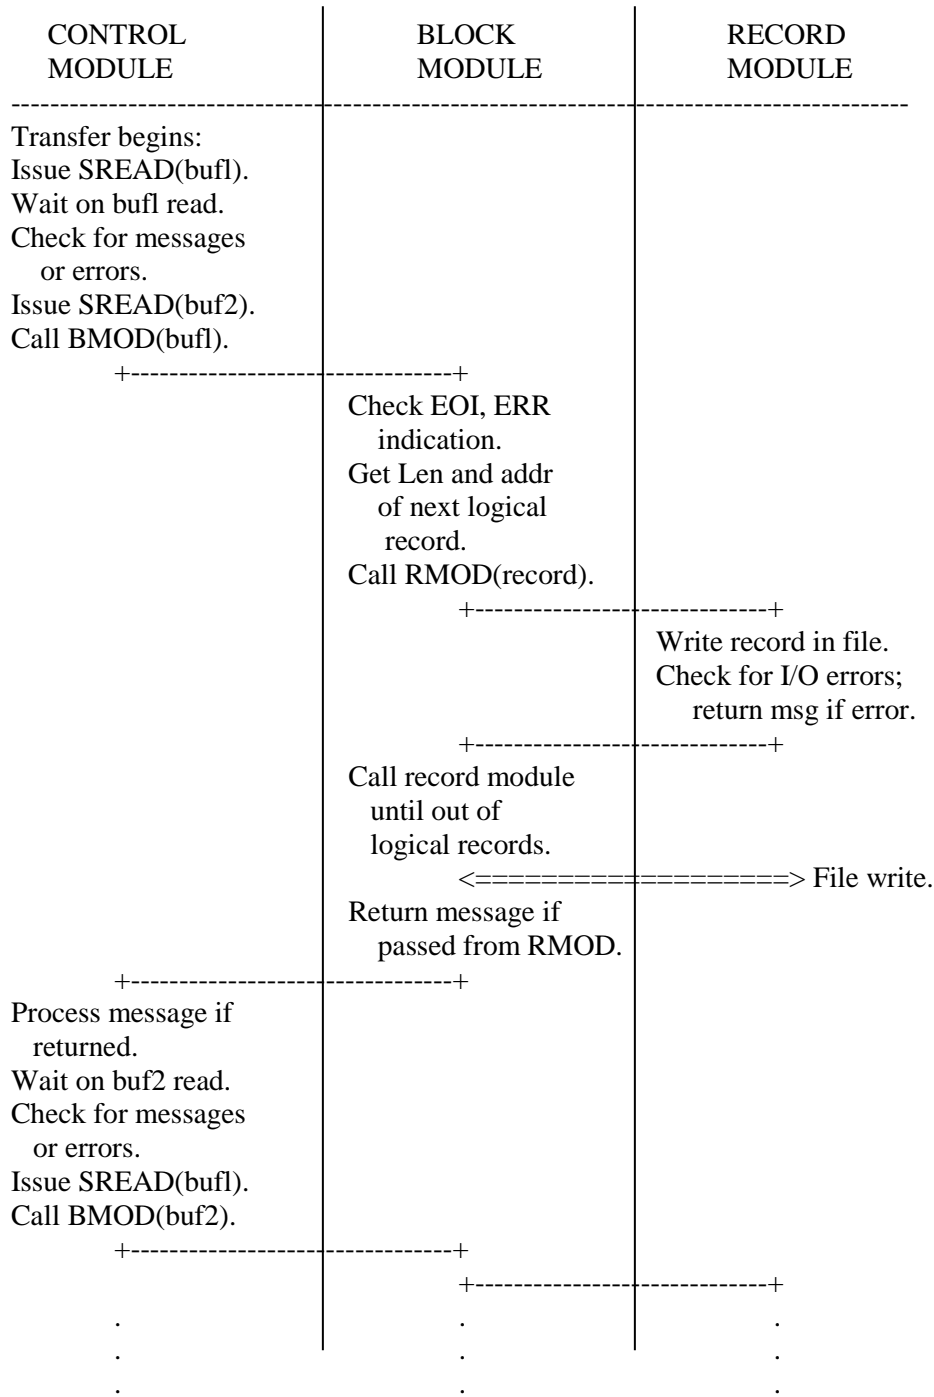 CONTROL BLOCK RECORD
MODULE MODULE MODULE
--------------------------------------------------------------------------------------------
Transfer begins:
Issue SREAD(bufl).
Wait on bufl read.
Check for messages
or errors.
Issue SREAD(buf2).
Call BMOD(bufl).
+---------------------------------+
Check EOI, ERR
indication.
Get Len and addr
of next logical
record.
Call RMOD(record).
+------------------------------+
Write record in file.
Check for I/O errors;
return msg if error.
+------------------------------+
Call record module
until out of
logical records.
<===================> File write.
Return message if
passed from RMOD.
+---------------------------------+
Process message if
returned.
Wait on buf2 read.
Check for messages
or errors.
Issue SREAD(bufl).
Call BMOD(buf2).
+---------------------------------+
+------------------------------+
. . .
. . .
. . .